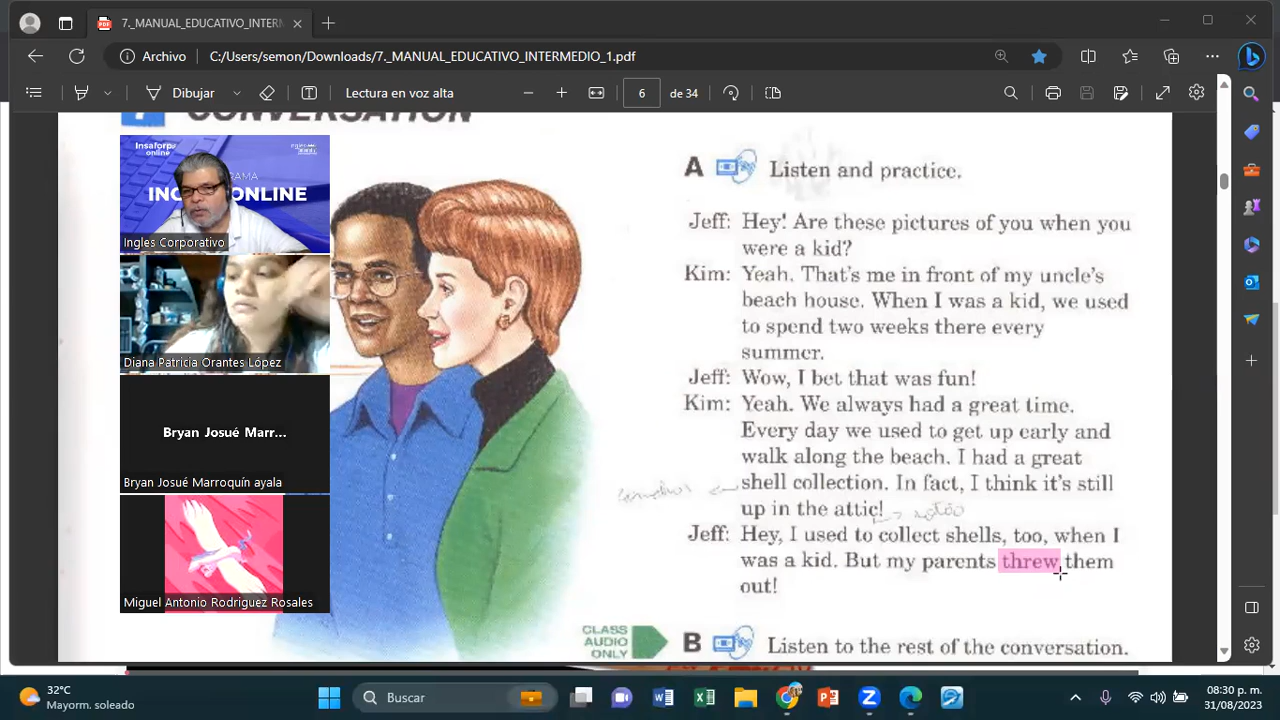 7._MANUAL_EDUCATIVO_INTERM
Archivo
C:/Users/semon/Downloads/7._MANUAL_EDUCATIVO_INTERMEDIO_1.pdf
Dibujar
Lectura en voz alta
6
de 34
CONVERSATION
Insaforp
online
INGLES ONLINE
Ingles Corporativo
Diana Patricia Orantes López
Bryan Josué Marr...
Bryan Josué Marroquín ayala
Miguel Antonio Rodriguez Rosales
A Listen and practice.
Jeff: Hey! Are these pictures of you when you
were a kid?
Kim: Yeah. That's me in front of my uncle's
beach house. When I was a kid, we used
to spend two weeks there every
summer.
Jeff: Wow, I bet that was fun!
Kim: Yeah. We always had a great time.
Every day we used to get up early and
walk along the beach. I had a great
shell collection. In fact, I think it's still
up in the attic!
Jeff: Hey, I used to collect shells, too, when I
was a kid. But my parents threw them
out!
CLASS
AUDIO
ONLY
B Listen to the rest of the conversation.
32°C
Mayorm. soleado
Buscar
08:30 p. m.
31/08/2023